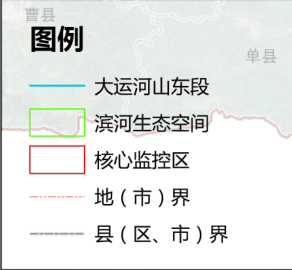 曹县
图例
单县
大运河山东段
滨河生态空间
核心监控区
地（市）界
县（区、市）界